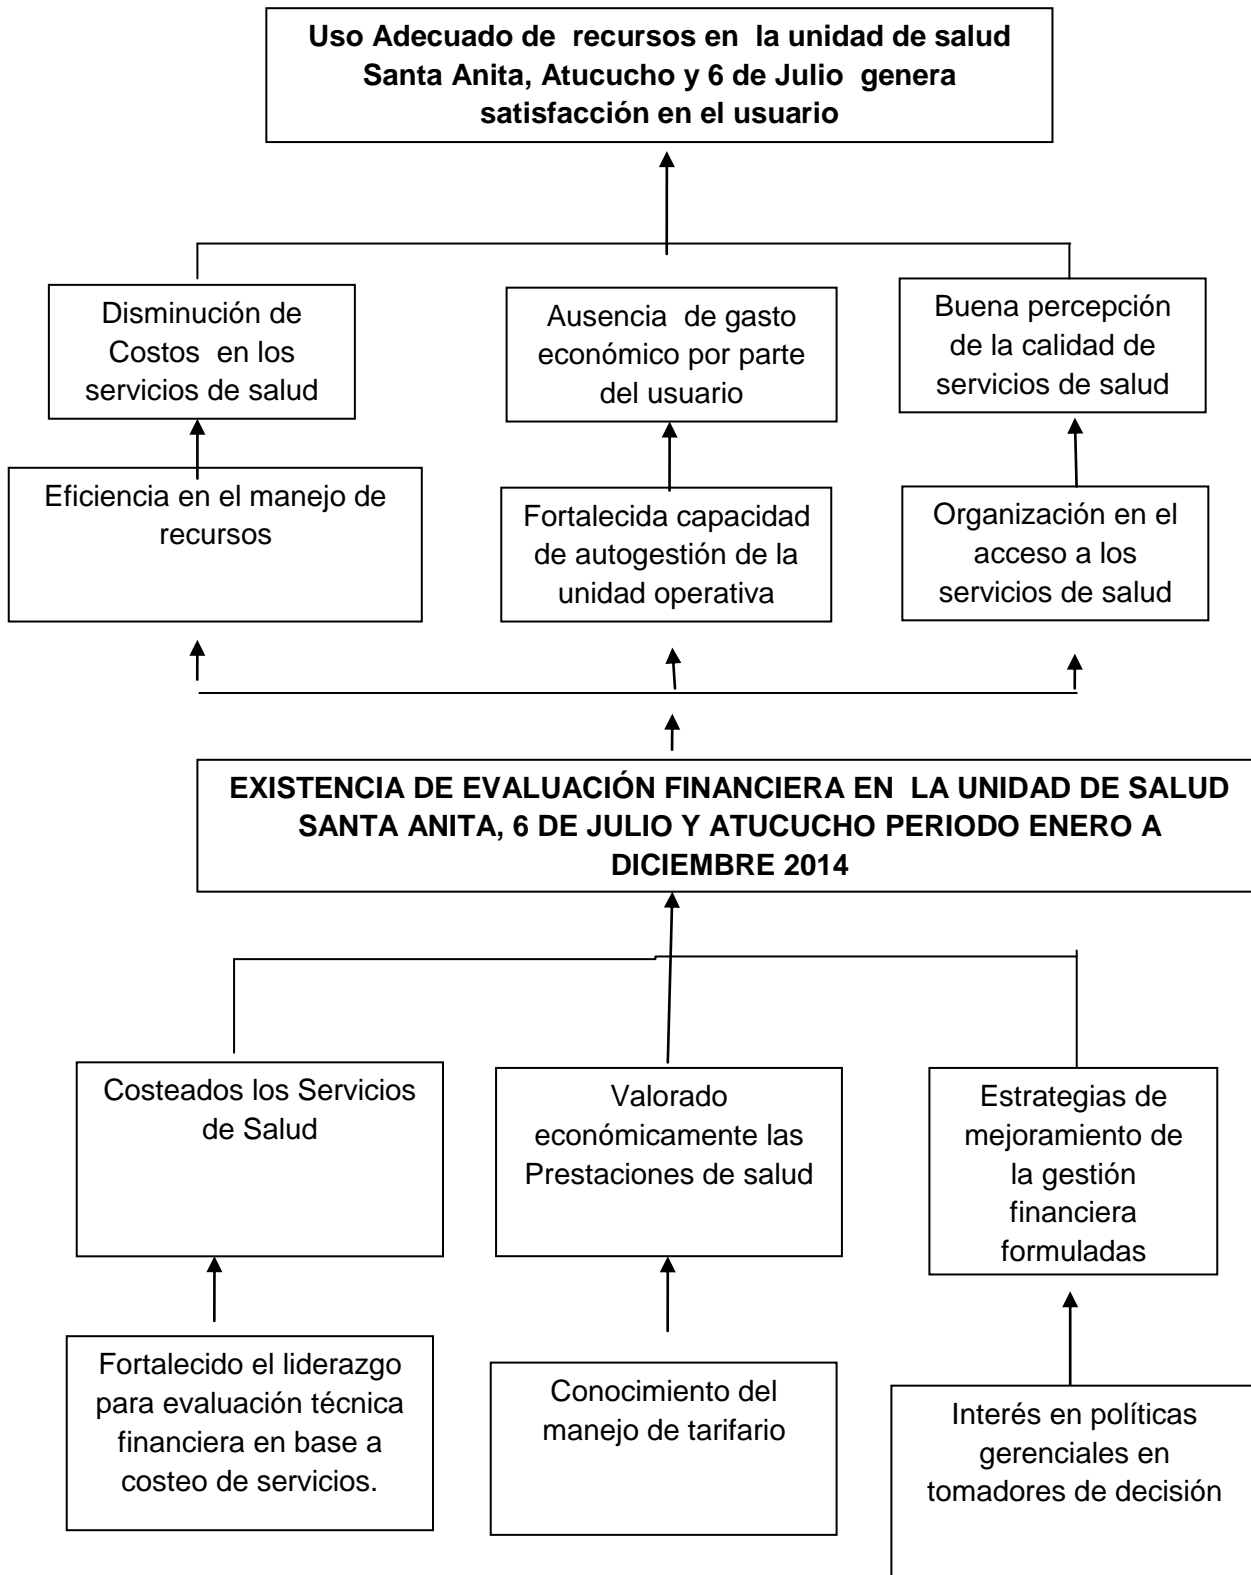 Uso Adecuado de recursos en la unidad de salud
Santa Anita, Atucucho y 6 de Julio genera
satisfacción en el usuario
Disminución de
Costos en los
servicios de salud
Ausencia de gasto
económico por parte
del usuario
Buena percepción
de la calidad de
servicios de salud
Eficiencia en el manejo de
recursos
Fortalecida capacidad
de autogestión de la
unidad operativa
Organización en el
acceso a los
servicios de salud
EXISTENCIA DE EVALUACIÓN FINANCIERA EN LA UNIDAD DE SALUD
SANTA ANITA, 6 DE JULIO Y ATUCUCHO PERIODO ENERO A
DICIEMBRE 2014
Costeados los Servicios
de Salud
Valorado
económicamente las
Prestaciones de salud
Estrategias de
mejoramiento de
la gestión
financiera
formuladas
Fortalecido el liderazgo
para evaluación técnica
financiera en base a
costeo de servicios.
Conocimiento del
manejo de tarifario
Interés en políticas
gerenciales en
tomadores de decisión